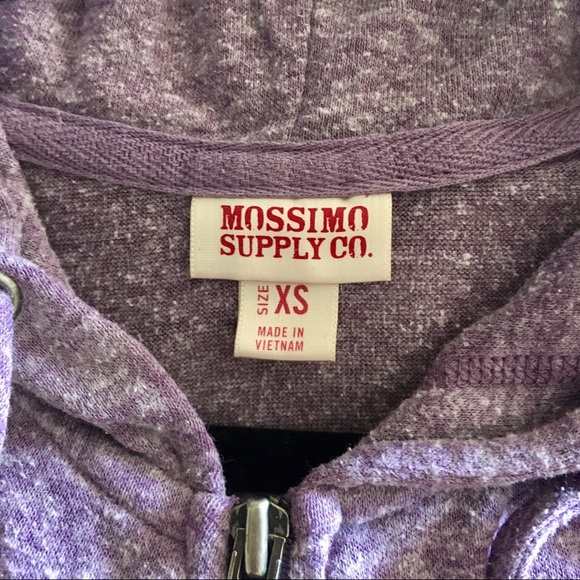 MOSSIMO
SUPPLY CO.
SIZE XS
MADE IN
VIETNAM